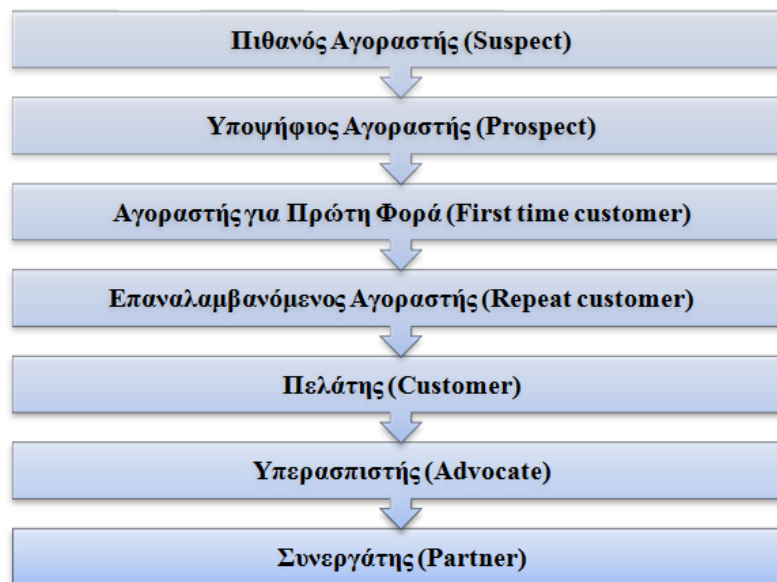 Πιθανός Αγοραστής (Suspect)
Υποψήφιος Αγοραστής (Prospect)
Αγοραστής για Πρώτη Φορά (First time customer)
Επαναλαμβανόμενος Αγοραστής (Repeat customer)
Πελάτης (Customer)
Υπερασπιστής (Advocate)
Συνεργάτης (Partner)